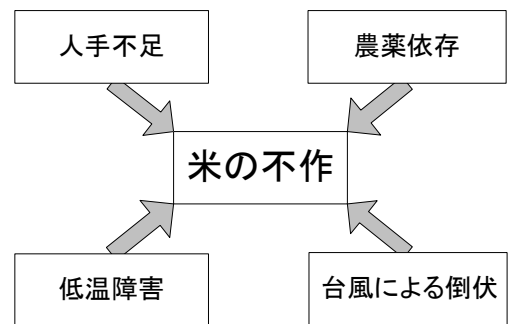 人手不足
農薬依存
米の不作
低温障害
台風による倒伏